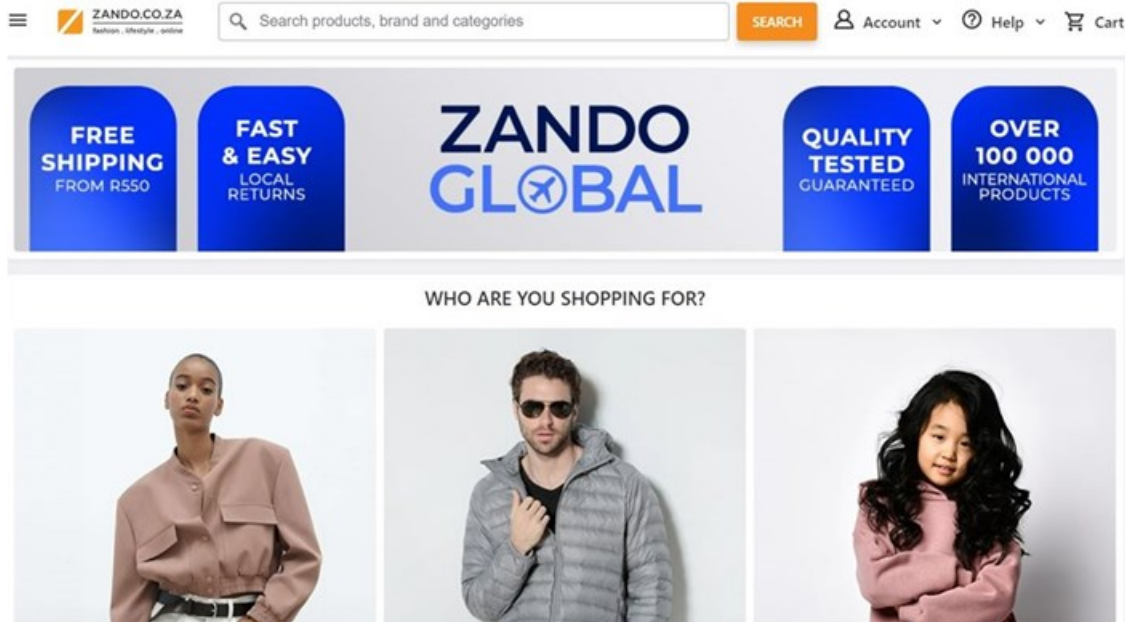 ZANDO.CO.ZA
fashion . lifestyle . online
Search products, brand and categories
SEARCH
Account
Help
Cart
FREE
SHIPPING
FROM R550
FAST
& EASY
LOCAL
RETURNS
ZANDO
GLOBAL
QUALITY
TESTED
GUARANTEED
OVER
100 000
INTERNATIONAL
PRODUCTS
WHO ARE YOU SHOPPING FOR?